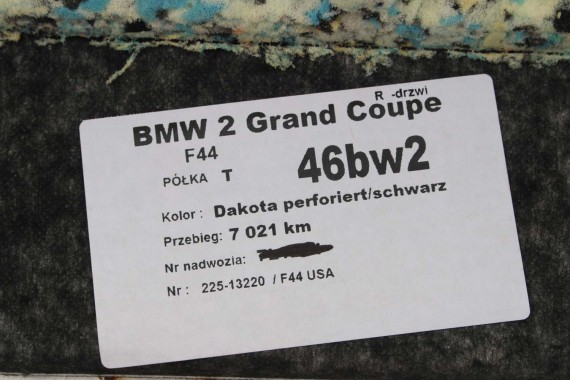 R -drzwi
BMW 2 Grand Coupe
F44
46bw2
PÓŁKA T
Kolor : Dakota perforiert/schwarz
Przebieg: 7 021 km
Nr nadwozia:
Nr : 225-13220 / F44 USA